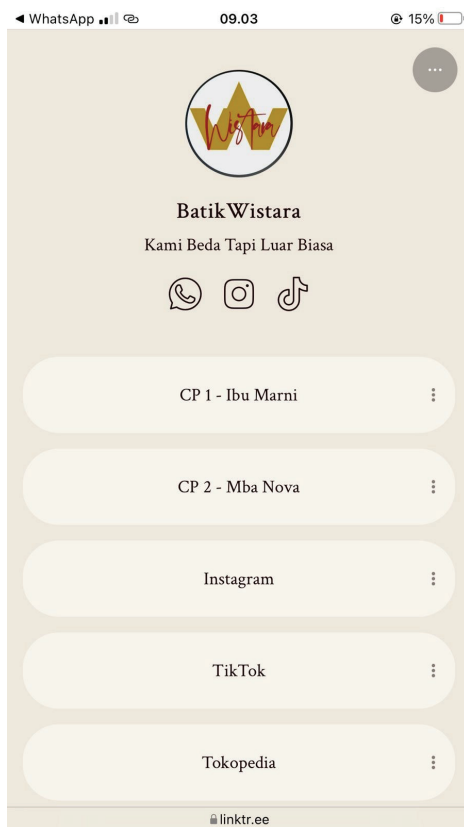 WhatsApp
09.03
15%
Wistara
BatikWistara
Kami Beda Tapi Luar Biasa
CP 1 - Ibu Marni
CP 2 - Mba Nova
Instagram
TikTok
Tokopedia
linktr.ee